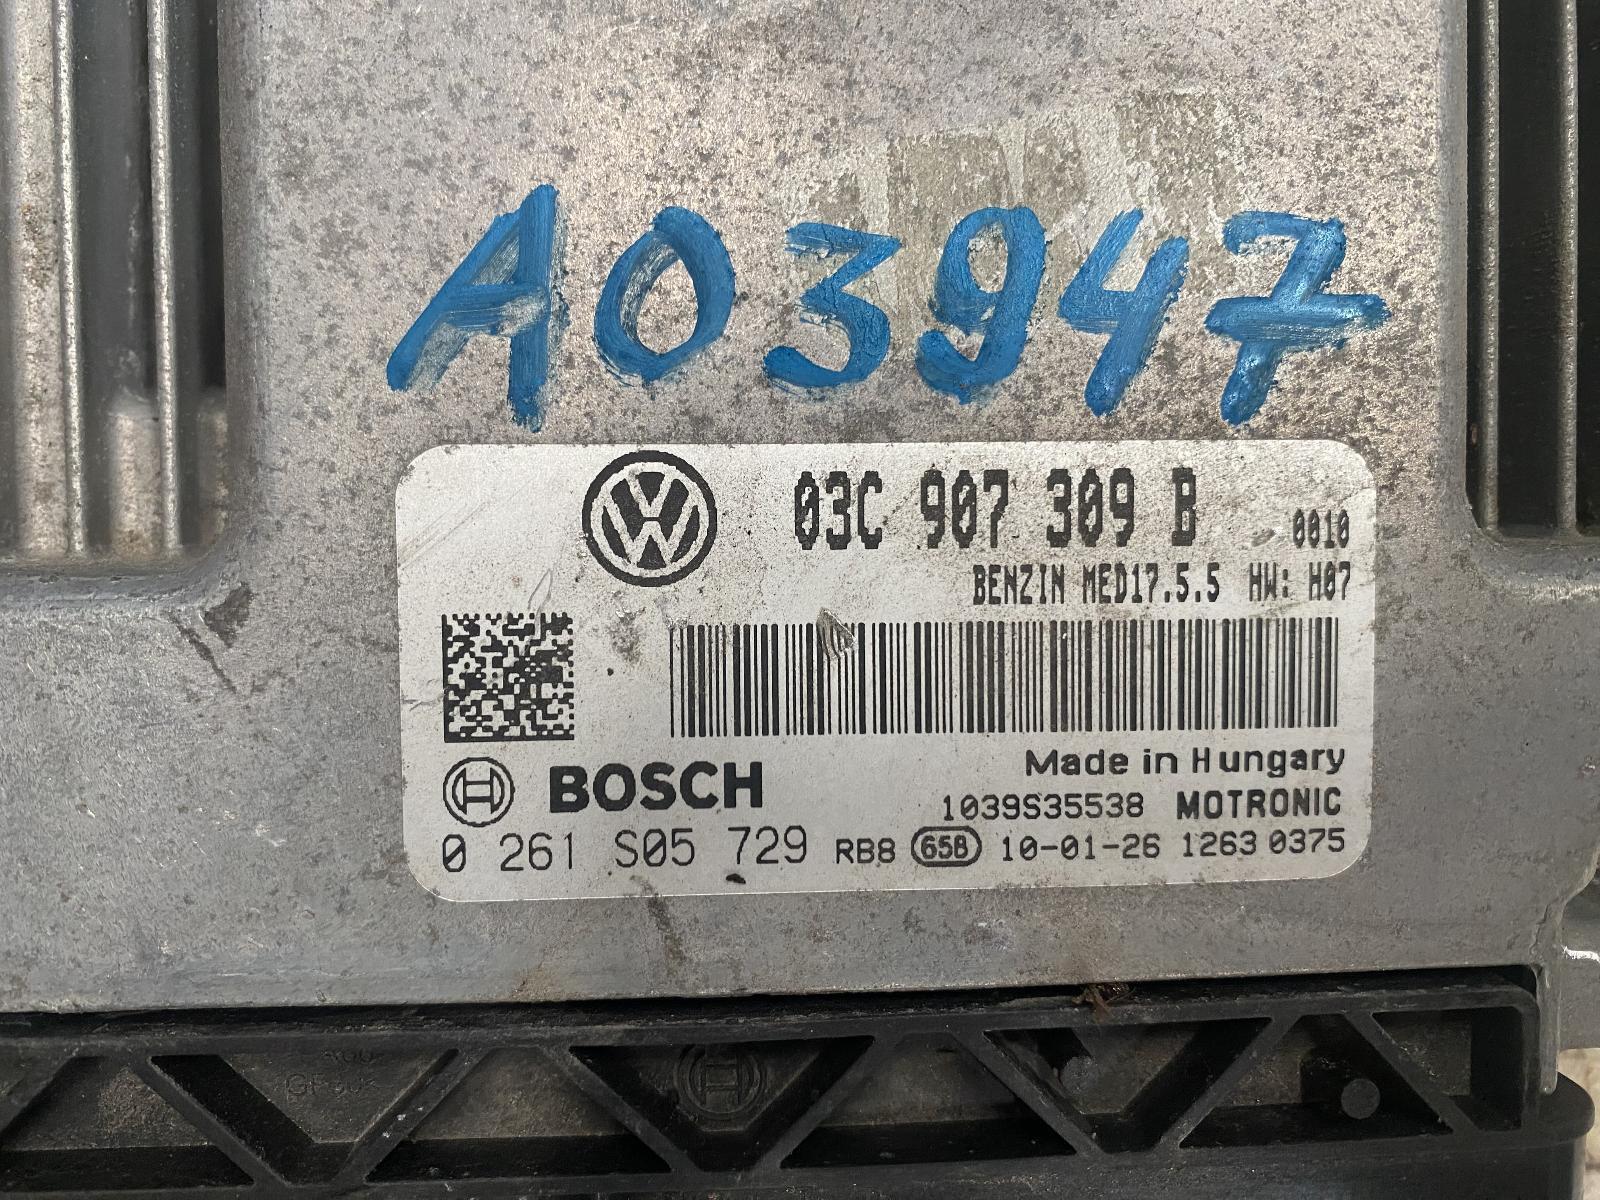 A03947
03C 907 309 B 0010
BENZIN MED17.5.5 HW: H07
BOSCH
Made in Hungary
1039S35538 MOTRONIC
0 261 S05 729 RB8 65B 10-01-26 1263 0375